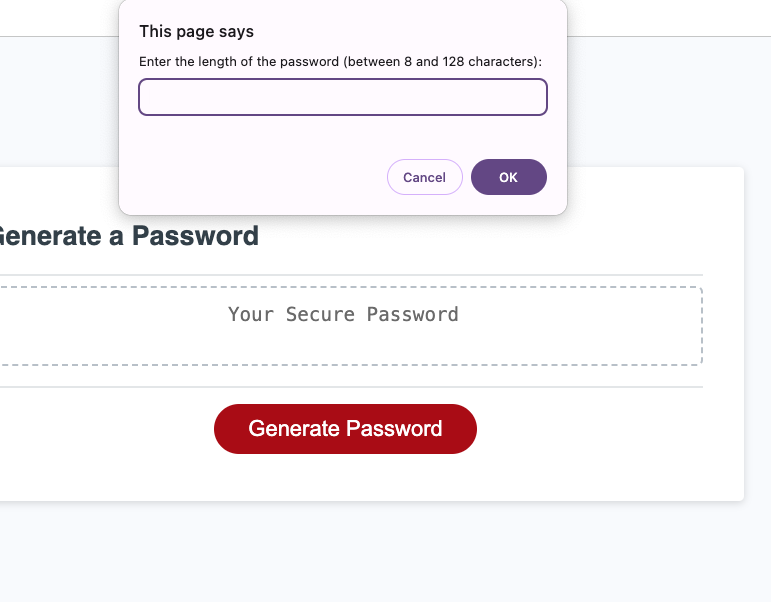 This page says
Enter the length of the password (between 8 and 128 characters):
Cancel
OK
Generate a Password
Your Secure Password
Generate Password